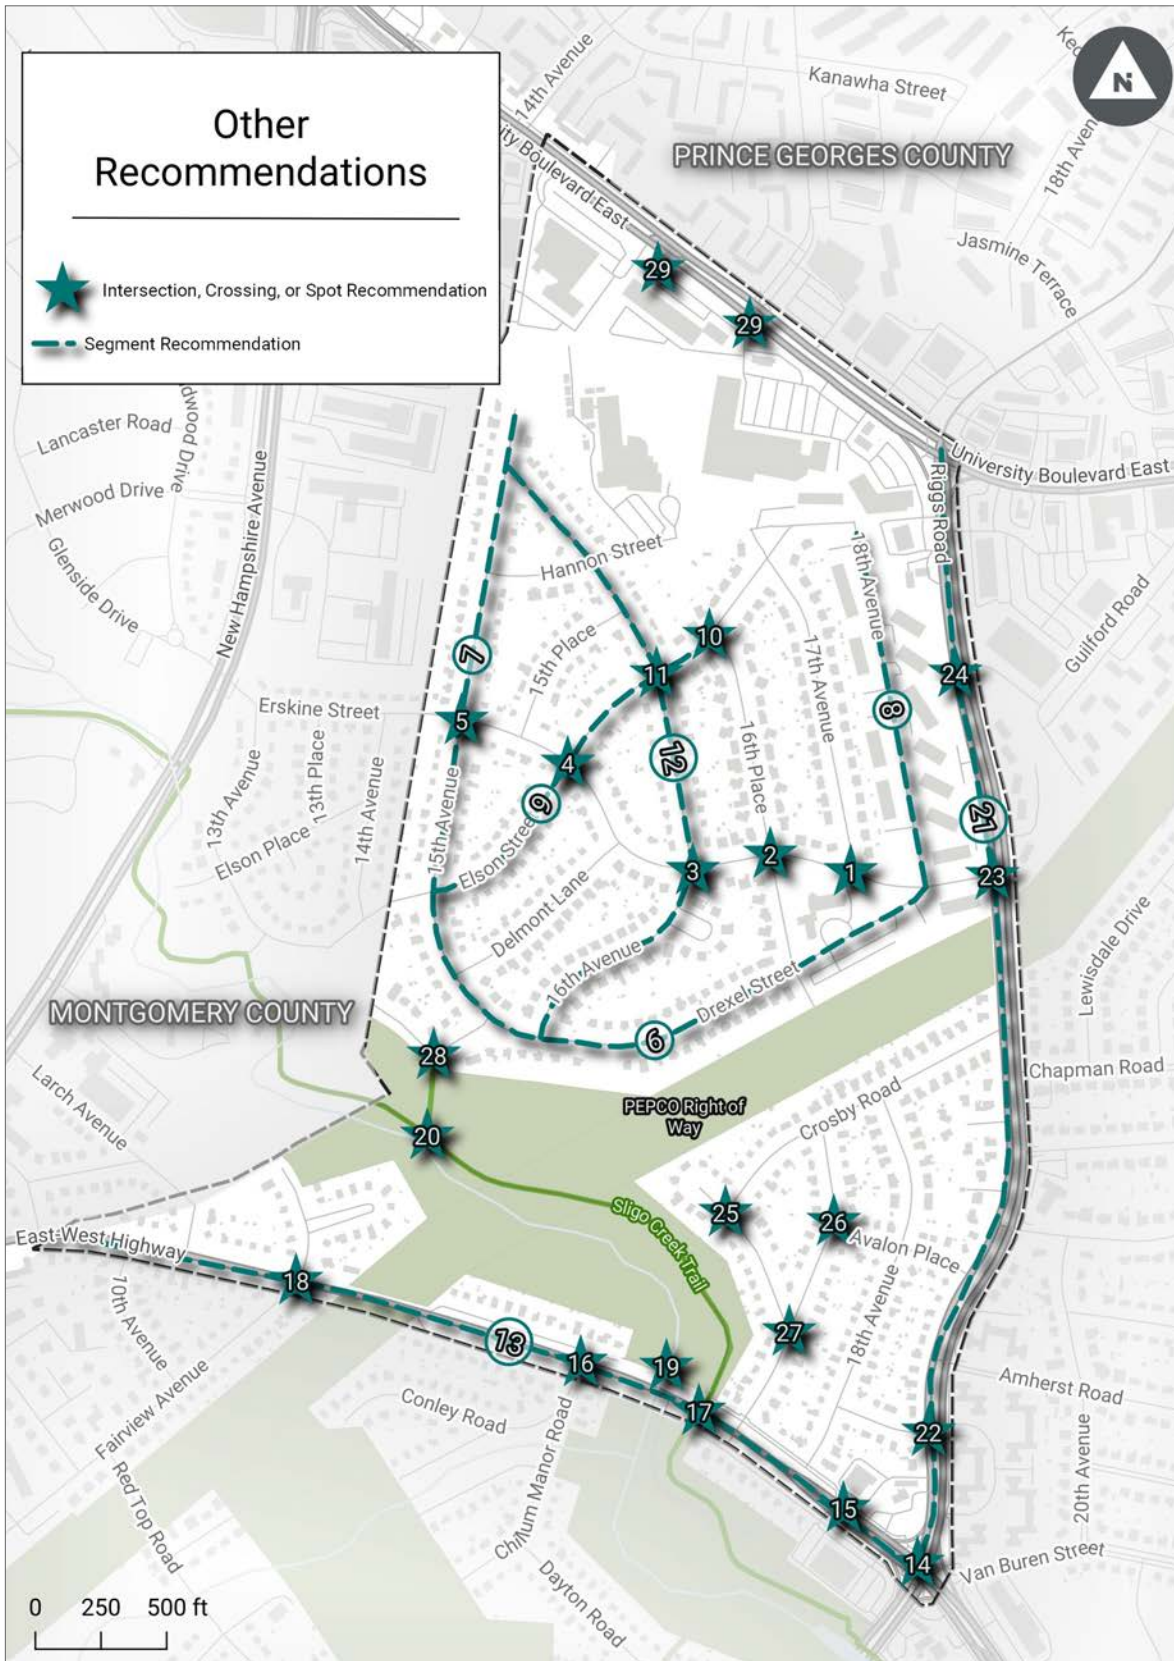 Other
Recommendations
Intersection, Crossing, or Spot Recommendation
Segment Recommendation
N
14th Avenue
Kanawha Street
PRINCE GEORGES COUNTY
18th Avenu
ity Boulevard East
Jasmine Terrace
29
29
dwood Drive
Lancaster Road
Merwood Drive
Glenside Drive
New Hampshire Avenue
University Boulevard East
Riggs Road
Hannon Street
18th Avenue
Guilford Road
10
15th Place
17th Avenue
7
11
24
8
Erskine Street
5
16th Place
13th Place
4
12
13th Avenue
14th Avenue
15th Avenue
21
Elson Place
Elson Stree
3
2
1
23
Delmont Lane
16th Avenue
Lewisdale Drive
Drexel Street
MONTGOMERY COUNTY
28
Chapman Road
Larch Avenue
PEPCO Right of
Way
Crosby Road
20
Sligo Creek Trail
25
26
Avalon Place
East-West Highway
18
10th Avenue
27
18th Avenue
13
16
19
Fairview Avenue
Conley Road
17
Amherst Road
22
20th Avenue
Red Top Road
Chillum Manor Road
15
14
Van Buren Street
Dayton Road
0 250 500 ft